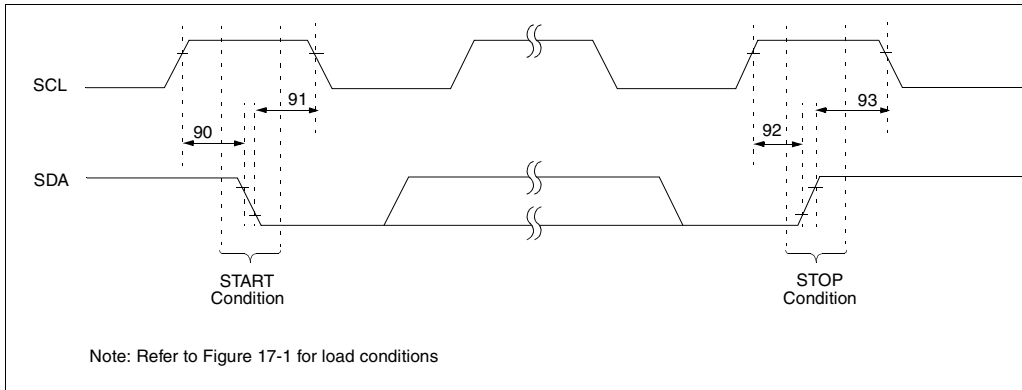 SCL
91
93
90
92
SDA
START
Condition
STOP
Condition
Note: Refer to Figure 17-1 for load conditions